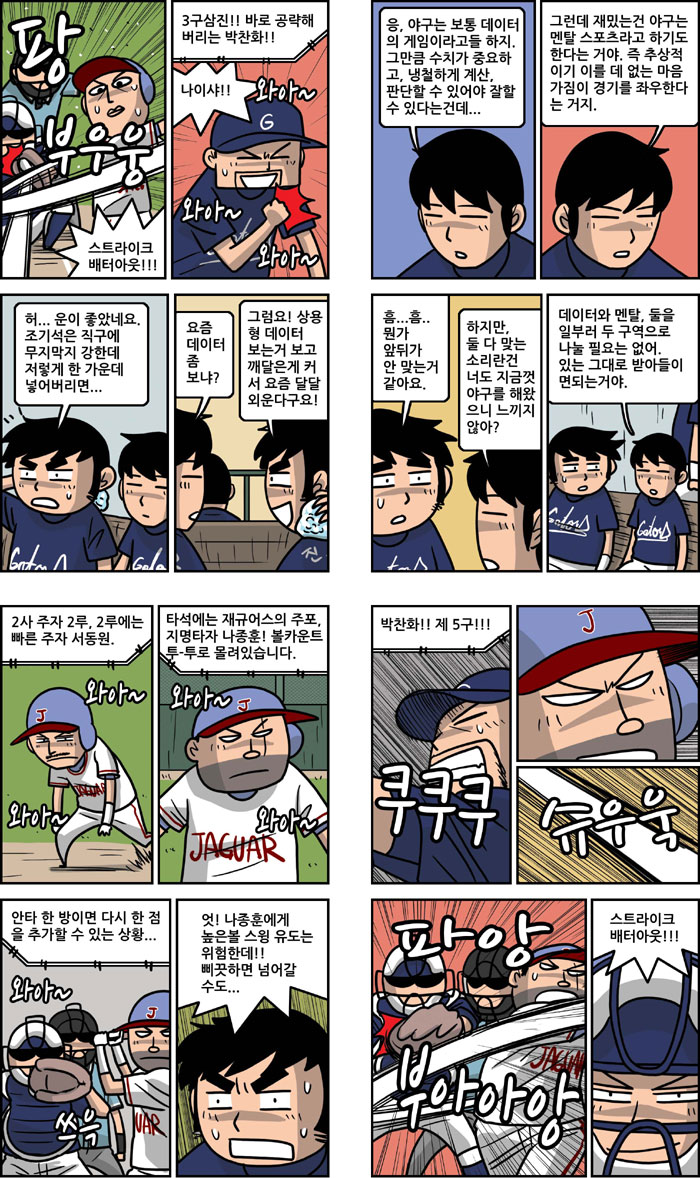 팡
부우웅
스트라이크
배터아웃!!!
3구삼진!! 바로 공략해
버리는 박찬화!!
나이샤!!
와아~
G
와아~
와아~
허... 운이 좋았네요.
조기석은 직구에
무지막지 강한데
저렇게 한 가운데
넣어버리면...
Gators
요즘
데이터
좀
보냐?
그럼요! 상용
형 데이터
보는거 보고
깨달은게 커
서 요즘 달달
외운다구요!
응, 야구는 보통 데이터
의 게임이라고들 하지.
그만큼 수치가 중요하
고, 냉철하게 계산,
판단할 수 있어야 잘할
수 있다는건데...
그런데 재밌는건 야구는
멘탈 스포츠라고 하기도
한다는 거야. 즉 추상적
이기 이를 데 없는 마음
가짐이 경기를 좌우한다
는 거지.
흠...흠..
뭔가
앞뒤가
안 맞는거
같아요.
하지만,
둘 다 맞는
소리란건
너도 지금껏
야구를 해왔
으니 느끼지
않아?
데이터와 멘탈, 둘을
일부러 두 구역으로
나눌 필요는 없어.
있는 그대로 받아들이
면되는거야.
Gators
Gators
2사 주자 2루, 2루에는
빠른 주자 서동원.
와아~
J
JAGUAR
와아~
타석에는 재규어스의 주포,
지명타자 나종훈! 볼카운트
투-투로 몰려있습니다.
와아~
J
와아~
JAGUAR
안타 한 방이면 다시 한 점
을 추가할 수 있는 상황...
와아~
J
쓰윽
UAR
엇! 나종훈에게
높은볼 스윙 유도는
위험한데!!
삐끗하면 넘어갈
수도...
박찬화!! 제 5구!!!
G
쿠쿠쿠
J
슈우욱
파앙
J
JAGUAR
부아아앙
스트라이크
배터아웃!!!